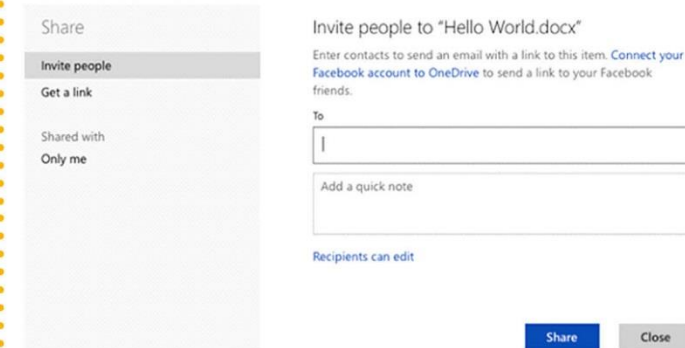 Share
Invite people
Get a link
Shared with
Only me
Invite people to “Hello World.docx”
Enter contacts to send an email with a link to this item. Connect your
Facebook account to OneDrive to send a link to your Facebook
friends.
To
Add a quick note
Recipients can edit
Share
Close